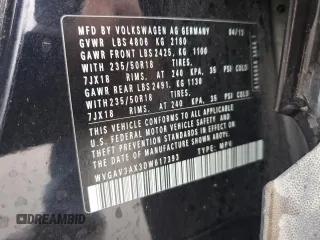 MFD BY VOLKSWAGEN AG GERMANY 04/13
GVWR LBS 4806 KG 2180
GAWR FRONT LBS 2425, KG 1100
WITH 235/50R18 TIRES,
7JX18 RIMS, AT 240 KPA, 35 PSI COLD
GAWR REAR LBS 2491, KG 1130
WITH 235/50R18 TIRES,
7JX18 RIMS, AT 240 KPA, 35 PSI COLD
THIS VEHICLE CONFORMS TO ALL APPLICABLE
U.S. FEDERAL MOTOR VEHICLE SAFETY AND
THEFT PREVENTION STANDARDS IN EFFECT ON
THE DATE OF MANUFACTURE SHOWN ABOVE.
WVGAV3AX3DW617393 TYPE: MPV